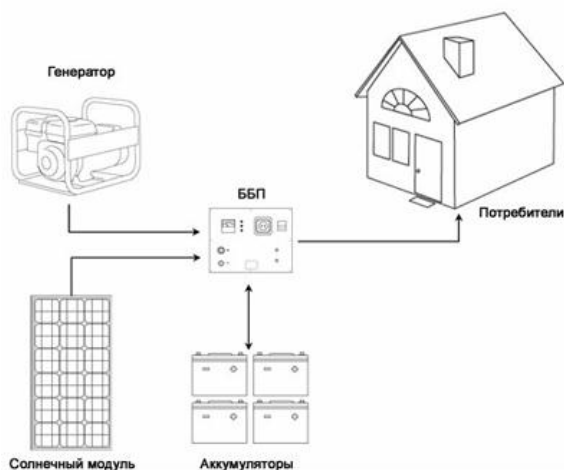 Генератор
ББП
Потребители
Солнечный модуль
Аккумуляторы